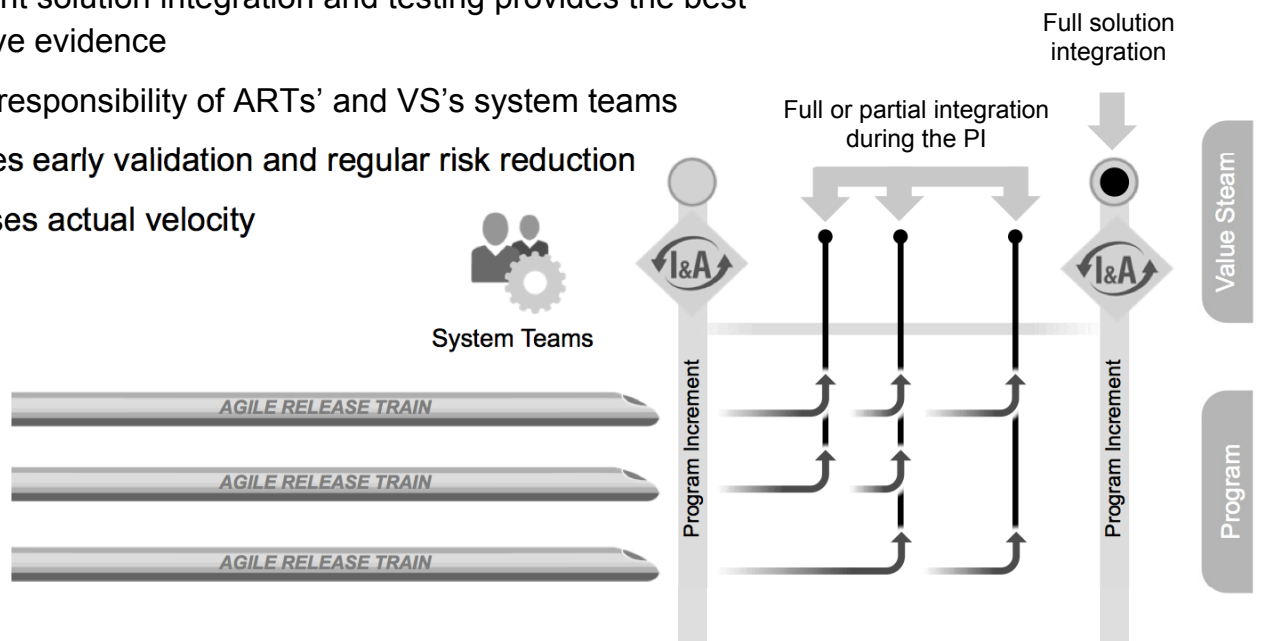 nt solution integration and testing provides the best
ve evidence
responsibility of ARTs’ and VS’s system teams
es early validation and regular risk reduction
ses actual velocity
Full solution
integration
Full or partial integration
during the PI
I&A
I&A
System Teams
Value Steam
AGILE RELEASE TRAIN
AGILE RELEASE TRAIN
AGILE RELEASE TRAIN
Program Increment
Program Increment
Program